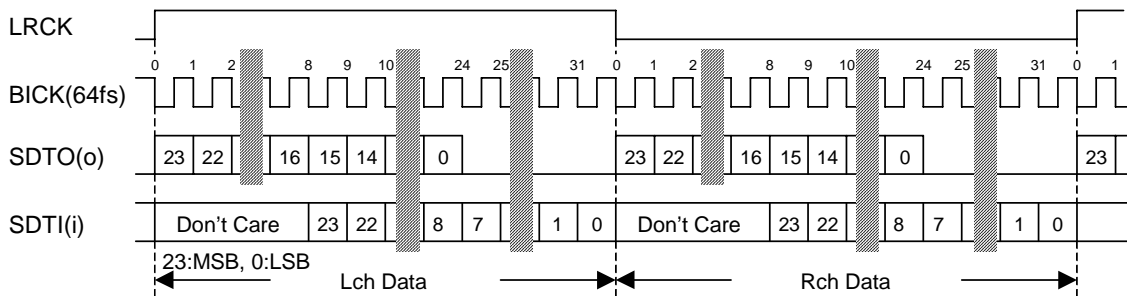 LRCK
0 1 2 8 9 10 24 25 31 0 1 2 8 9 10 24 25 31 0 1
BICK(64fs)
SDTO(o) 23 22 16 15 14 0 23 22 16 15 14 0 23
SDTI(i) Don't Care 23 22 8 7 1 0 Don't Care 23 22 8 7 1 0
23:MSB, 0:LSB
Lch Data Rch Data